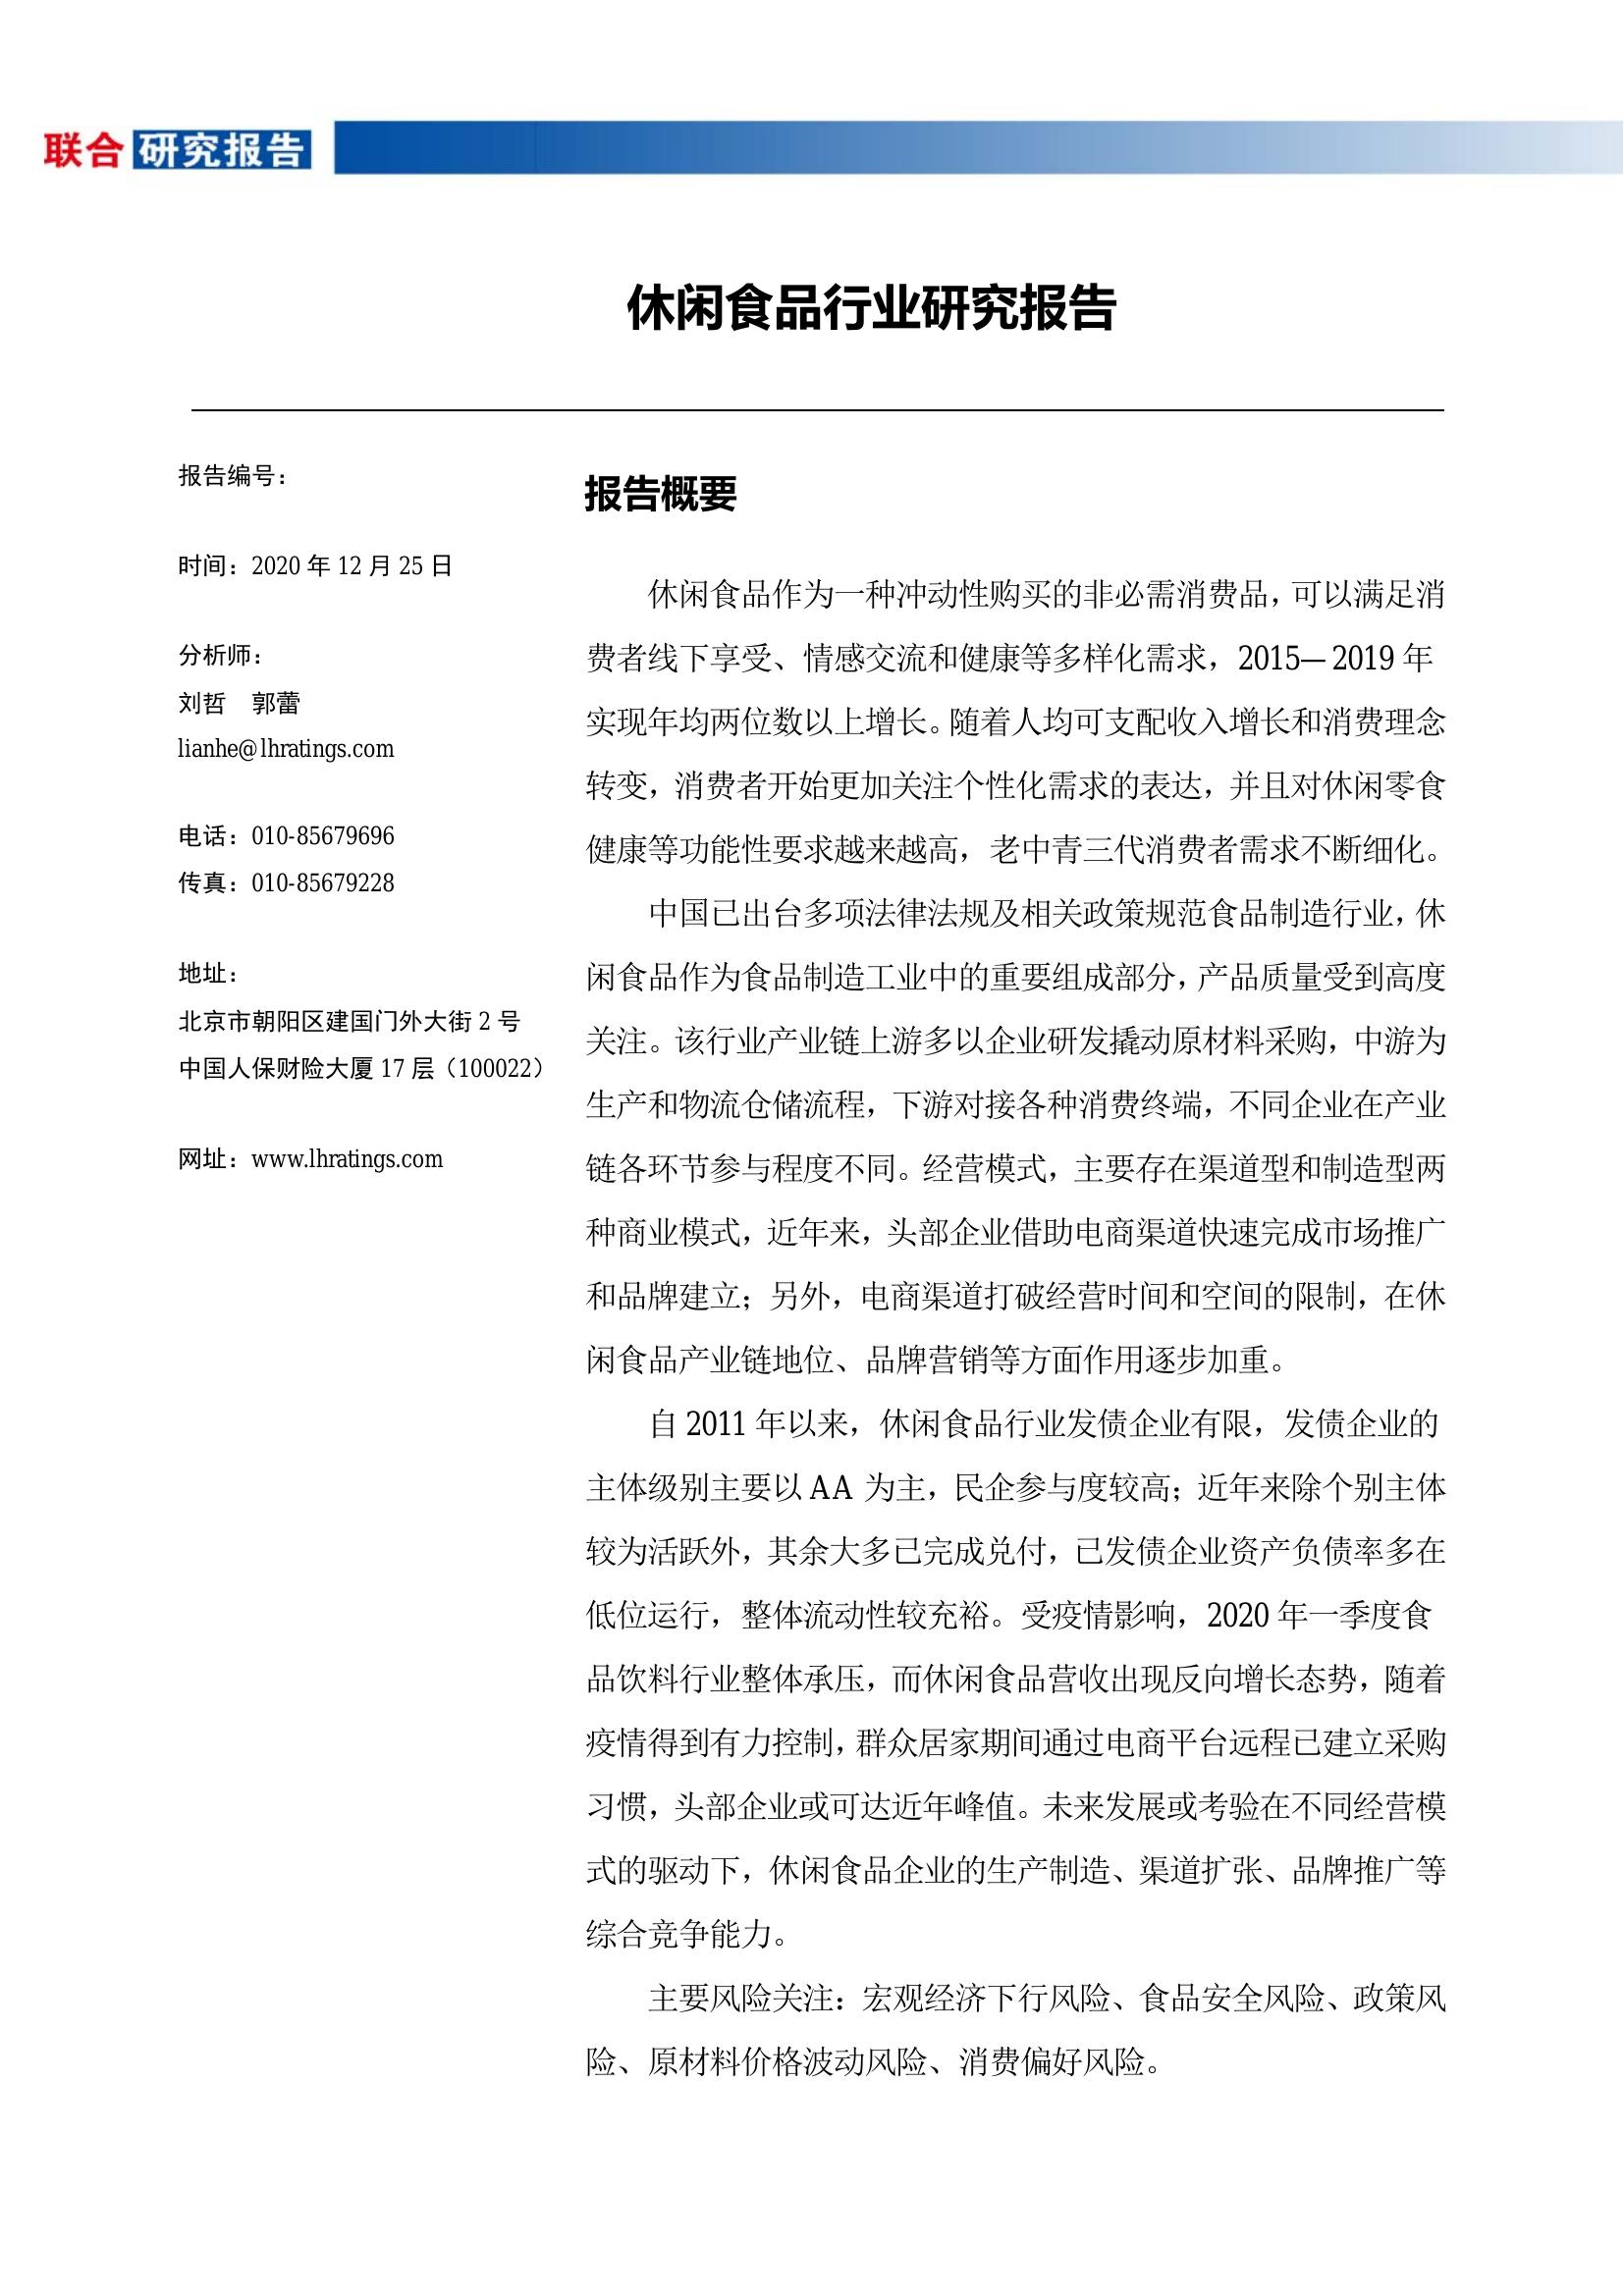 联合研究报告
休闲食品行业研究报告
报告编号：
时间：2020 年 12 月 25 日
分析师：
刘哲 郭蕾
lianhe@lhratings.com
电话：010-85679696
传真：010-85679228
地址：
北京市朝阳区建国门外大街 2 号
中国人保财险大厦 17 层（100022）
网址：www.lhratings.com
报告概要
休闲食品作为一种冲动性购买的非必需消费品，可以满足消
费者线下享受、情感交流和健康等多样化需求，2015—2019 年
实现年均两位数以上增长。随着人均可支配收入增长和消费理念
转变，消费者开始更加关注个性化需求的表达，并且对休闲零食
健康等功能性要求越来越高，老中青三代消费者需求不断细化。
中国已出台多项法律法规及相关政策规范食品制造行业，休
闲食品作为食品制造工业中的重要组成部分，产品质量受到高度
关注。该行业产业链上游多以企业研发撬动原材料采购，中游为
生产和物流仓储流程，下游对接各种消费终端，不同企业在产业
链各环节参与程度不同。经营模式，主要存在渠道型和制造型两
种商业模式，近年来，头部企业借助电商渠道快速完成市场推广
和品牌建立；另外，电商渠道打破经营时间和空间的限制，在休
闲食品产业链地位、品牌营销等方面作用逐步加重。
自 2011 年以来，休闲食品行业发债企业有限，发债企业的
主体级别主要以 AA 为主，民企参与度较高；近年来除个别主体
较为活跃外，其余大多已完成兑付，已发债企业资产负债率多在
低位运行，整体流动性较充裕。受疫情影响，2020 年一季度食
品饮料行业整体承压，而休闲食品营收出现反向增长态势，随着
疫情得到有力控制，群众居家期间通过电商平台远程已建立采购
习惯，头部企业或可达近年峰值。未来发展或考验在不同经营模
式的驱动下，休闲食品企业的生产制造、渠道扩张、品牌推广等
综合竞争能力。
主要风险关注：宏观经济下行风险、食品安全风险、政策风
险、原材料价格波动风险、消费偏好风险。